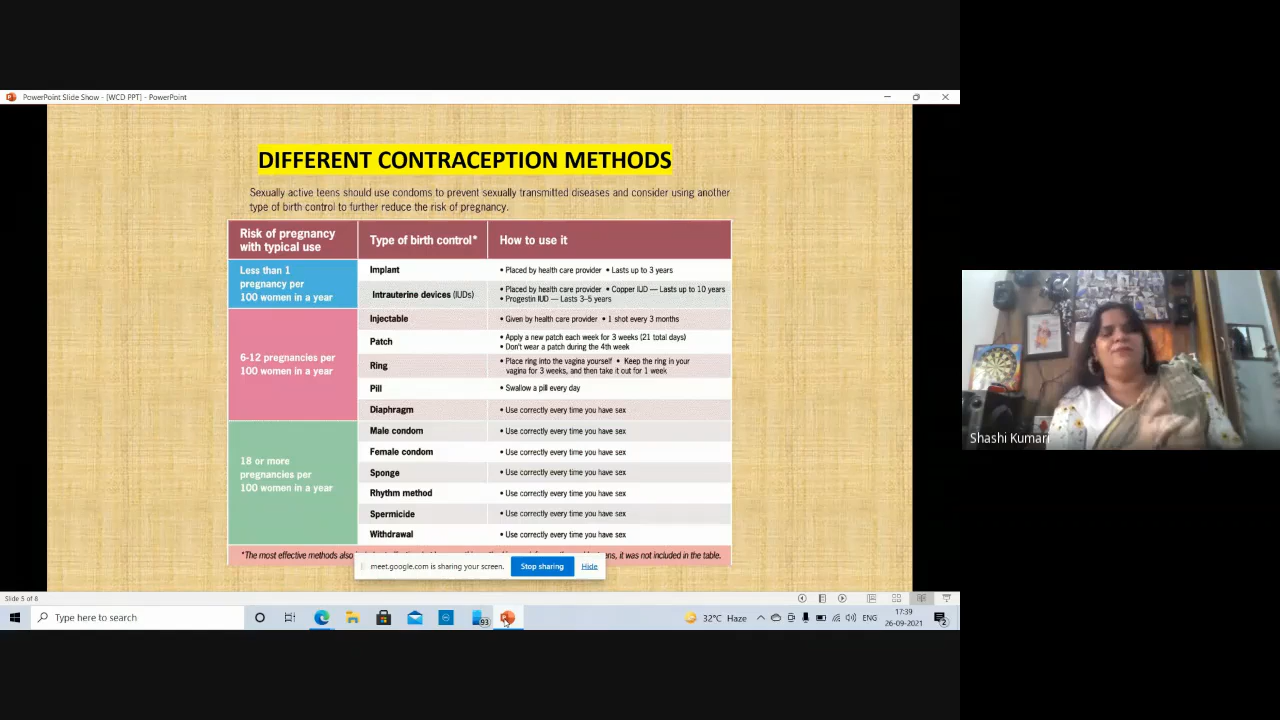 PowerPoint Slide Show - [WCD PPT] - PowerPoint
DIFFERENT CONTRACEPTION METHODS
Sexually active teens should use condoms to prevent sexually transmitted diseases and consider using another
type of birth control to further reduce the risk of pregnancy.
Risk of pregnancy
with typical use
Type of birth control*
How to use it
Less than 1
pregnancy per
100 women in a year
Implant
• Placed by health care provider • Lasts up to 3 years
Intrauterine devices (IUDs)
• Placed by health care provider • Copper IUD — Lasts up to 10 years
• Progestin IUD — Lasts 3–5 years
6-12 pregnancies per
100 women in a year
Injectable
• Given by health care provider • 1 shot every 3 months
Patch
• Apply a new patch each week for 3 weeks (21 total days)
• Don't wear a patch during the 4th week
Ring
• Place ring into the vagina yourself • Keep the ring in your
vagina for 3 weeks, and then take it out for 1 week
Pill
• Swallow a pill every day
Diaphragm
• Use correctly every time you have sex
18 or more
pregnancies per
100 women in a year
Male condom
• Use correctly every time you have sex
Female condom
• Use correctly every time you have sex
Sponge
• Use correctly every time you have sex
Rhythm method
• Use correctly every time you have sex
Spermicide
• Use correctly every time you have sex
Withdrawal
• Use correctly every time you have sex
*The most effective methods also it was not included in the table.
meet.google.com is sharing your screen.
Stop sharing
Hide
Slide 5 of 6
Type here to search
93
32°C Haze
ENG
17:39
26-09-2021
2
Shashi Kumari